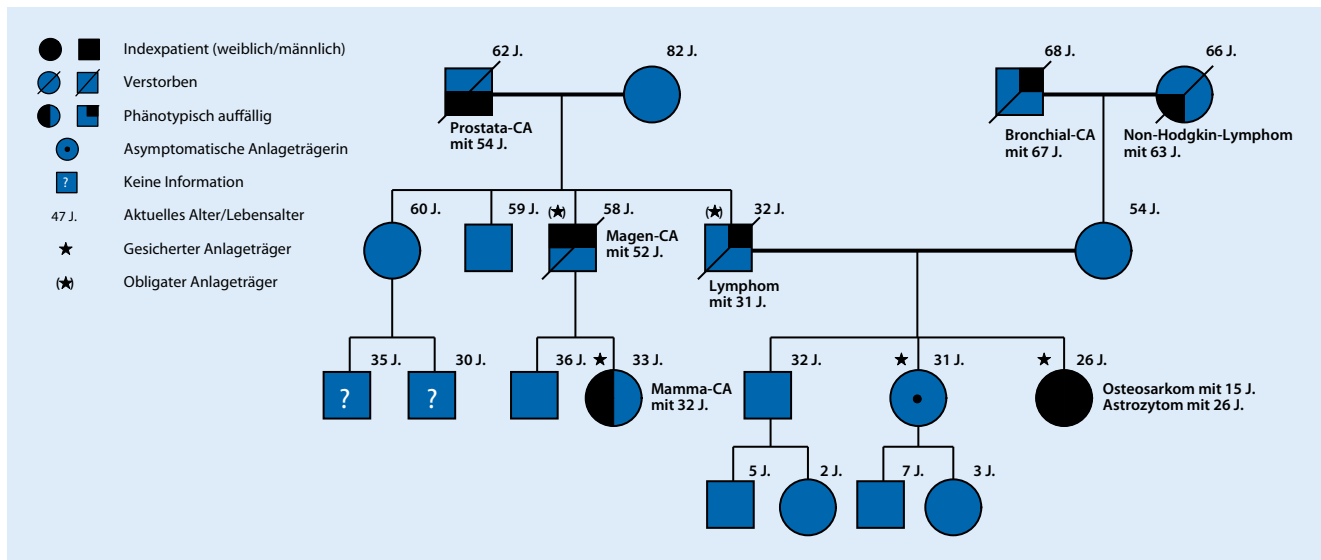 Indexpatient (weiblich/männlich)
Verstorben
Phänotypisch auffällig
Asymptomatische Anlageträgerin
? Keine Information
47 J. Aktuelles Alter/Lebensalter
★ Gesicherter Anlageträger
(★) Obligater Anlageträger
62 J. 82 J. 68 J. 66 J.
Prostata-CA
mit 54 J.
Bronchial-CA
mit 67 J.
Non-Hodgkin-Lymphom
mit 63 J.
60 J. 59 J. (★) 58 J. (★) 32 J. 54 J.
Magen-CA
mit 52 J.
Lymphom
mit 31 J.
35 J. 30 J. 36 J. ★ 33 J. 32 J. ★ 31 J. ★ 26 J.
? ?
Mamma-CA
mit 32 J.
Osteosarkom mit 15 J.
Astrozytom mit 26 J.
5 J. 2 J. 7 J. 3 J.